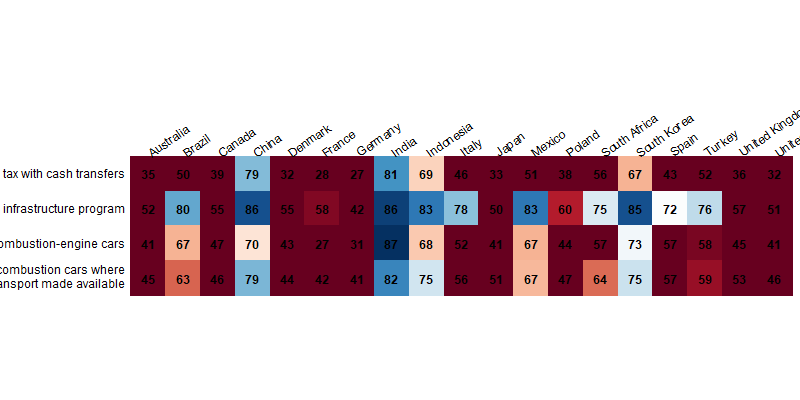 Australia Brazil Canada China Denmark France Germany India Indonesia Italy Japan Mexico Poland South Africa South Korea Spain Turkey United Kingdom
tax with cash transfers 35 50 39 79 32 28 27 81 69 46 33 51 38 56 67 43 52 36 32
infrastructure program 52 80 55 86 55 58 42 86 83 78 50 83 60 75 85 72 76 57 51
combustion-engine cars 41 67 47 70 43 27 31 87 68 52 41 67 44 57 73 57 58 45 41
combustion cars where
transport made available 45 63 46 79 44 42 41 82 75 56 51 67 47 64 75 57 59 53 46